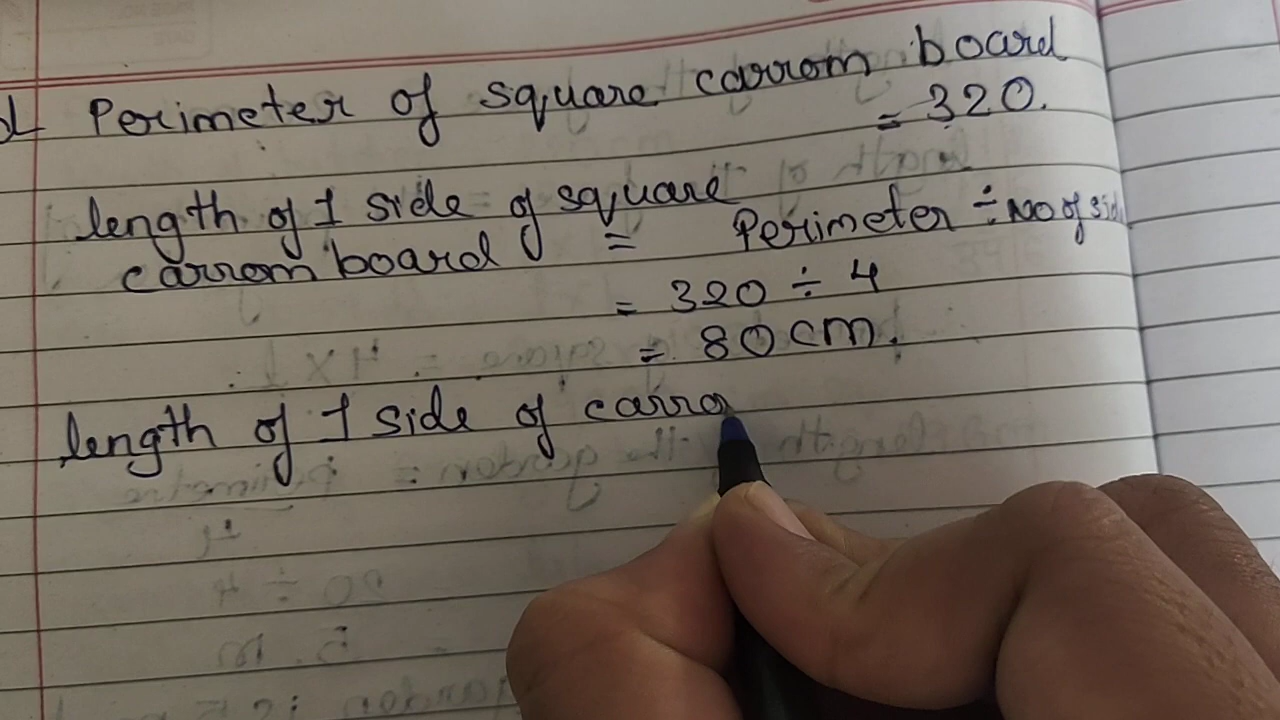 d Perimeter of square carrom board
= 320.
length of 1 side of square
carrom board = Perimeter ÷ No of sid
= 320 ÷ 4
= 80 cm.
length of 1 side of carro